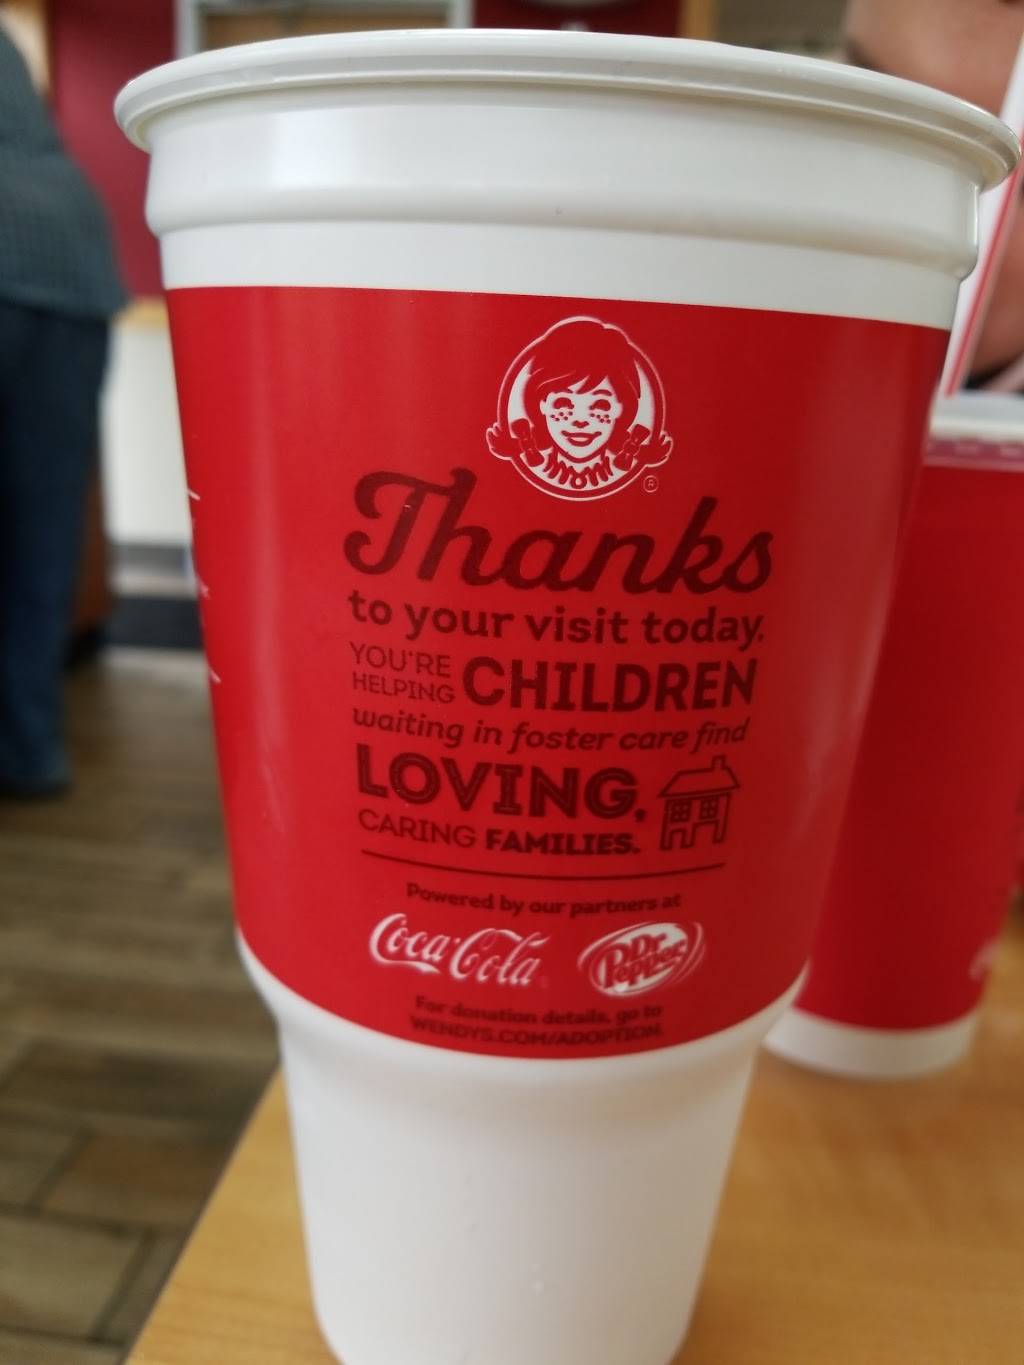 Thanks
to your visit today.
YOU'RE HELPING CHILDREN
waiting in foster care find
LOVING,
CARING FAMILIES.
Powered by our partners at
Coca-Cola Dr Pepper
For donation details, go to
WENDYS.COM/ADOPTION.